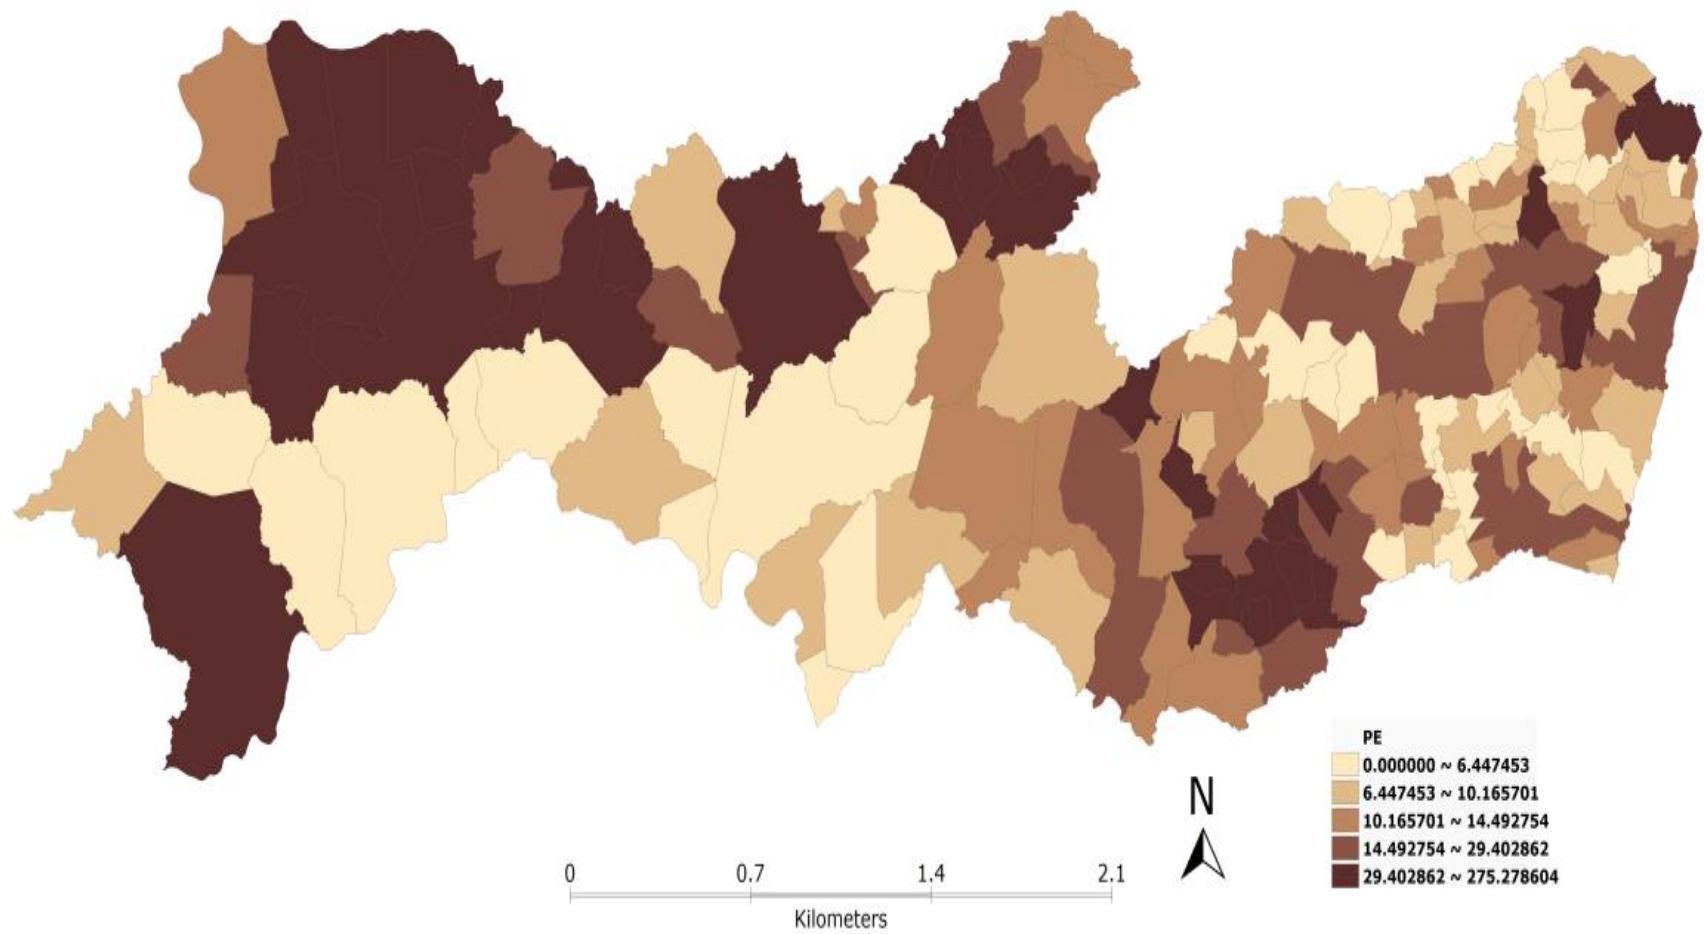 PE
0.000000 ~ 6.447453
6.447453 ~ 10.165701
10.165701 ~ 14.492754
14.492754 ~ 29.402862
29.402862 ~ 275.278604
N
0 0.7 1.4 2.1
Kilometers